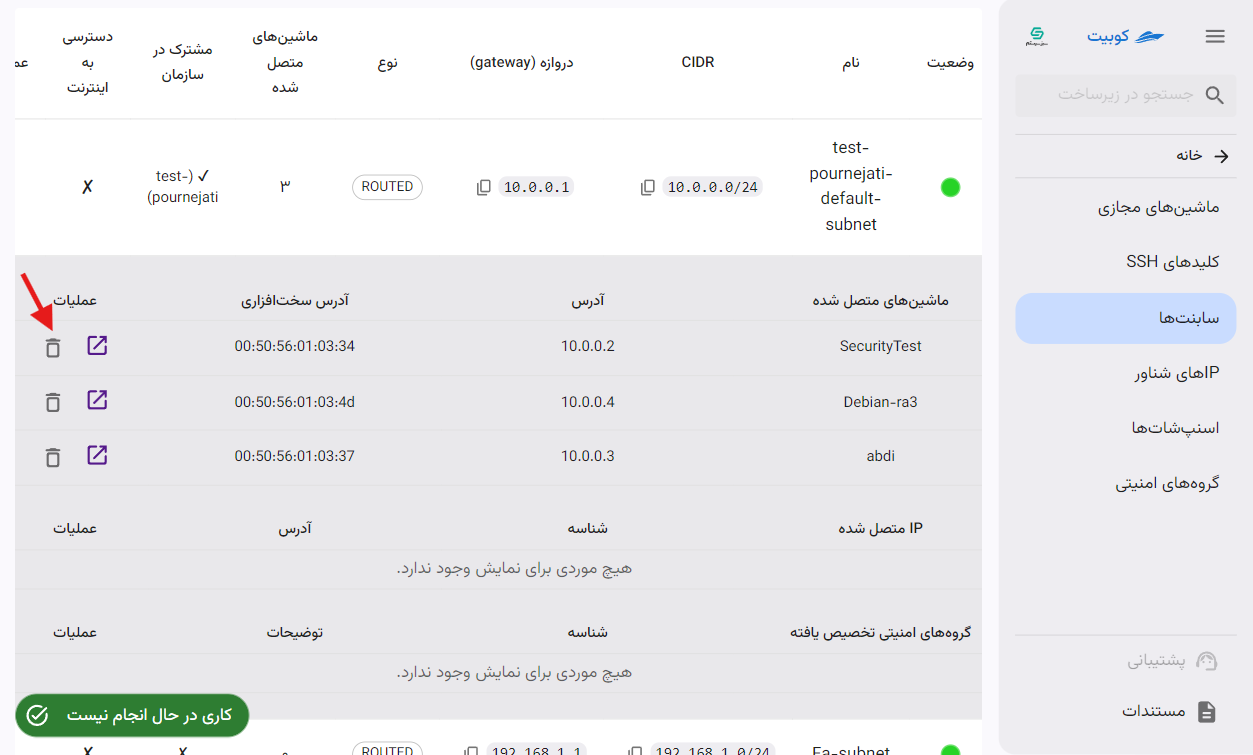 کوبیت
جستجو در زیرساخت
خانه
ماشین‌های مجازی
کلیدهای SSH
سابنت‌ها
IPهای شناور
اسنپ‌شات‌ها
گروه‌های امنیتی
پشتیبانی
مستندات
وضعیت نام CIDR دروازه (gateway) نوع ماشین‌های متصل شده مشترک در سازمان دسترسی به اینترنت عم
test-
pournejati-
default-
subnet
10.0.0.0/24
10.0.0.1
ROUTED
۳
✓ (test-
pournejati)
✗
ماشین‌های متصل شده آدرس آدرس سخت‌افزاری عملیات
SecurityTest 10.0.0.2 00:50:56:01:03:34
Debian-ra3 10.0.0.4 00:50:56:01:03:4d
abdi 10.0.0.3 00:50:56:01:03:37
IP متصل شده شناسه آدرس عملیات
هیچ موردی برای نمایش وجود ندارد.
گروه‌های امنیتی تخصیص یافته شناسه توضیحات عملیات
هیچ موردی برای نمایش وجود ندارد.
Fa-subnet 192.168.1.0/24 192.168.1.1 ROUTED ✗ ✗
کاری در حال انجام نیست